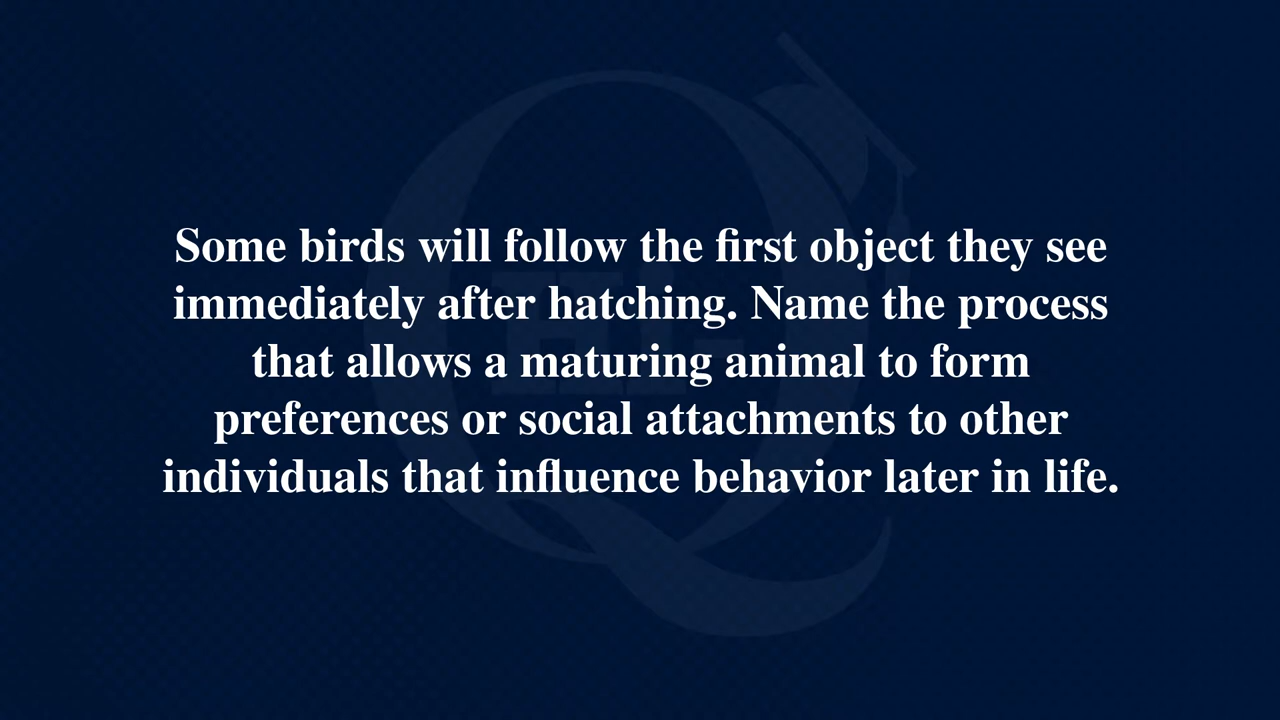 Some birds will follow the first object they see
immediately after hatching. Name the process
that allows a maturing animal to form
preferences or social attachments to other
individuals that influence behavior later in life.